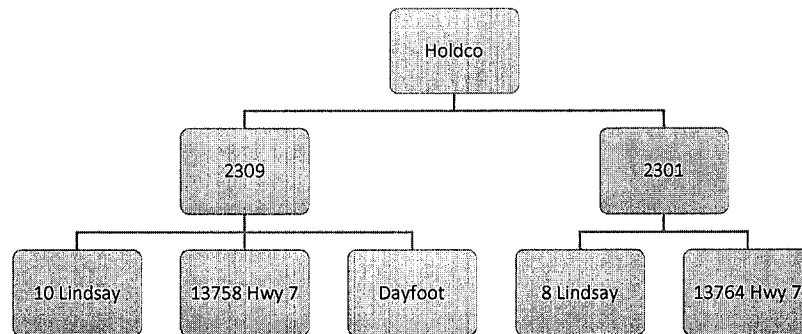 Holdco
2309
2301
10 Lindsay
13758 Hwy 7
Dayfoot
8 Lindsay
13764 Hwy 7